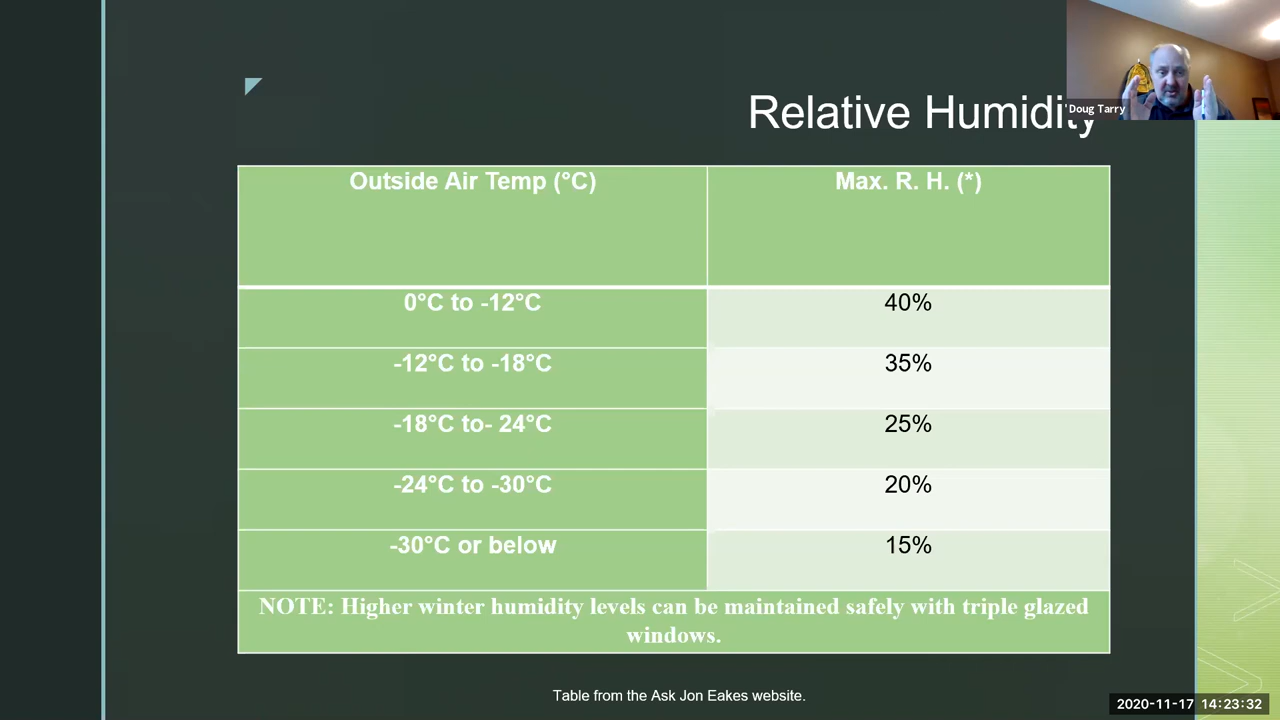 Relative Humidity
Doug Tarry
Outside Air Temp (°C) Max. R. H. (*)
0°C to -12°C 40%
-12°C to -18°C 35%
-18°C to- 24°C 25%
-24°C to -30°C 20%
-30°C or below 15%
NOTE: Higher winter humidity levels can be maintained safely with triple glazed
windows.
Table from the Ask Jon Eakes website.
2020-11-17 14:23:32